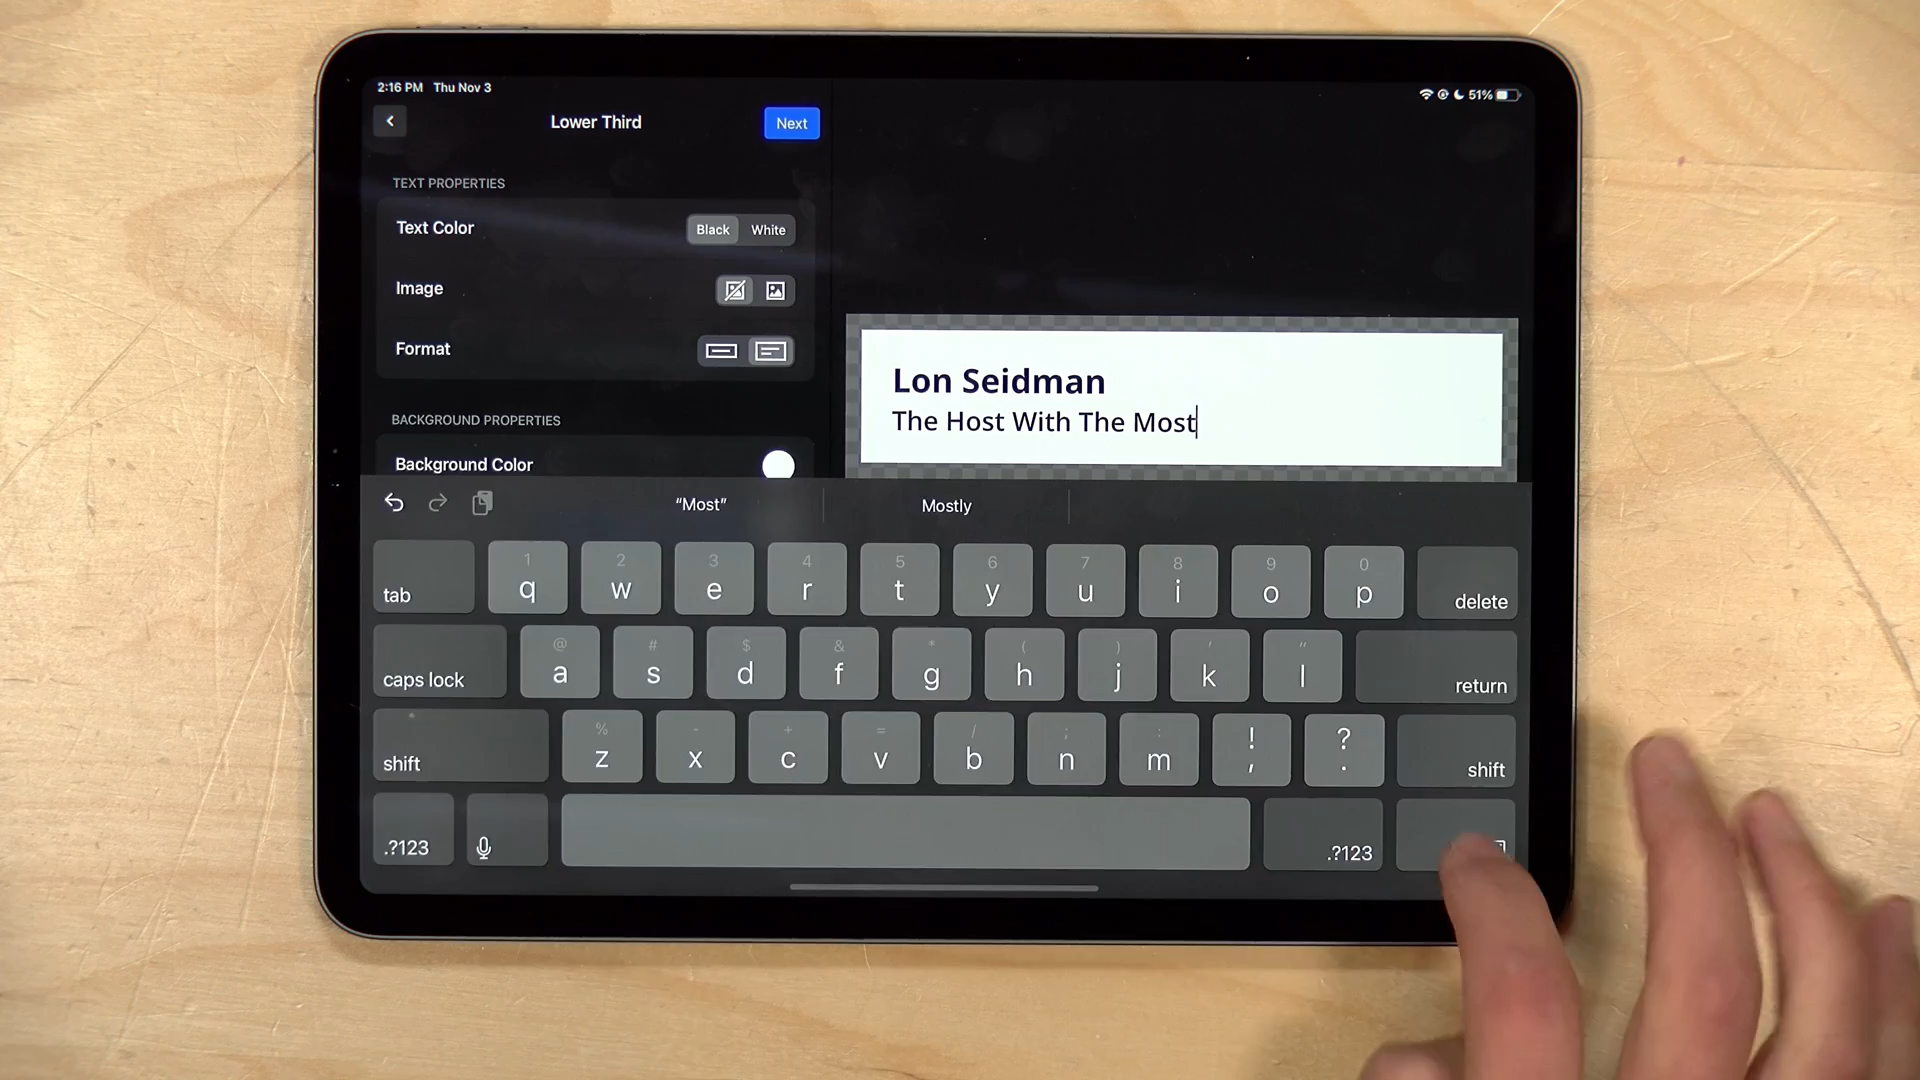 2:16 PM Thu Nov 3
51%
Lower Third
Next
TEXT PROPERTIES
Text Color
Black
White
Image
Format
BACKGROUND PROPERTIES
Background Color
Lon Seidman
The Host With The Most
“Most”
Mostly
1 2 3 4 5 6 7 8 9 0
tab q w e r t y u i o p delete
@ # $ & * ( ) ' "
caps lock a s d f g h j k l return
% - + = / ; : ! ?
shift z x c v b n m , . shift
.?123 .?123